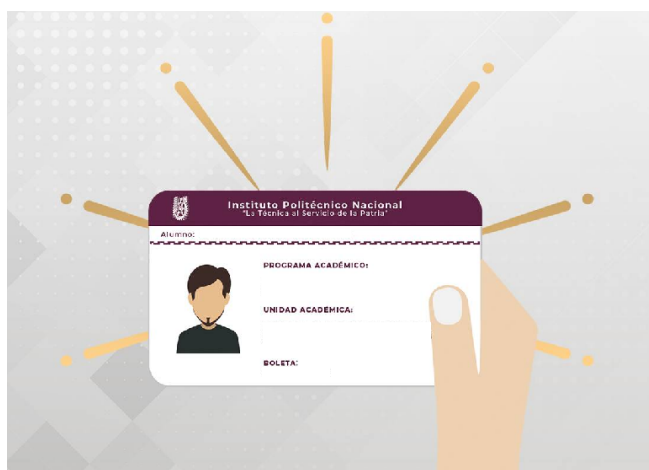 Instituto Politécnico Nacional
"La Técnica al Servicio de la Patria"
Alumno:
PROGRAMA ACADÉMICO:
UNIDAD ACADÉMICA:
BOLETA: